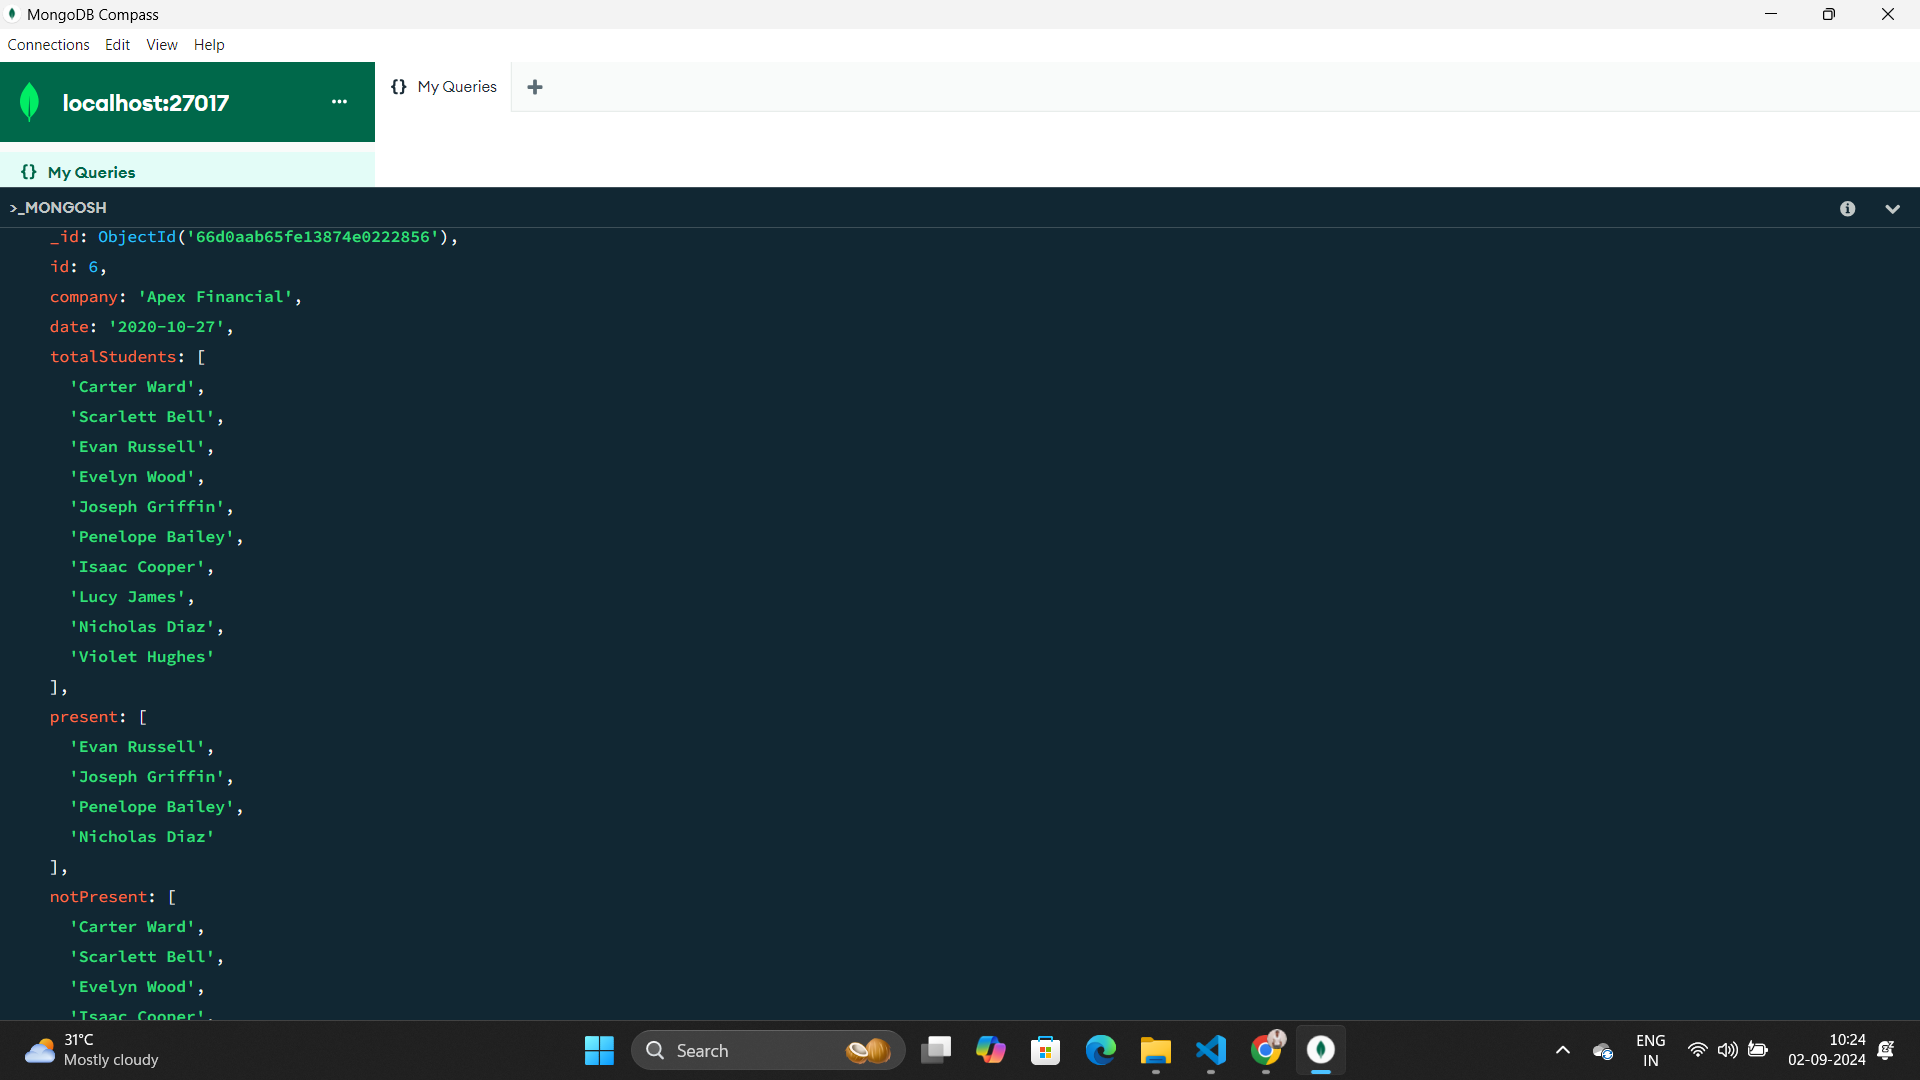 MongoDB Compass
Connections Edit View Help
localhost:27017
{} My Queries
{} My Queries
>_MONGOSH
_id: ObjectId('66d0aab65fe13874e0222856'),
id: 6,
company: 'Apex Financial',
date: '2020-10-27',
totalStudents: [
'Carter Ward',
'Scarlett Bell',
'Evan Russell',
'Evelyn Wood',
'Joseph Griffin',
'Penelope Bailey',
'Isaac Cooper',
'Lucy James',
'Nicholas Diaz',
'Violet Hughes'
],
present: [
'Evan Russell',
'Joseph Griffin',
'Penelope Bailey',
'Nicholas Diaz'
],
notPresent: [
'Carter Ward',
'Scarlett Bell',
'Evelyn Wood',
'Isaac Cooper',
31°C
Mostly cloudy
Search
ENG
IN
10:24
02-09-2024